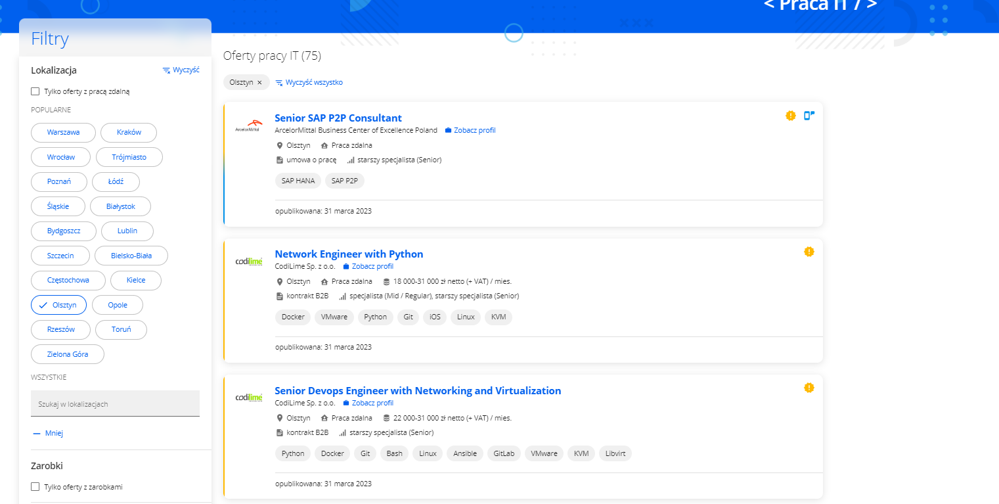 < Praca IT / >
Filtry
Lokalizacja
Wyczyść
Tylko oferty z pracą zdalną
POPULARNE
Warszawa
Kraków
Wrocław
Trójmiasto
Poznań
Łódź
Śląskie
Białystok
Bydgoszcz
Lublin
Szczecin
Bielsko-Biała
Częstochowa
Kielce
Olsztyn
Opole
Rzeszów
Toruń
Zielona Góra
WSZYSTKIE
Szukaj w lokalizacjach
Mniej
Zarobki
Tylko oferty z zarobkami
Oferty pracy IT (75)
Olsztyn ×
Wyczyść wszystko
ArcelorMittal
Senior SAP P2P Consultant
ArcelorMittal Business Center of Excellence Poland Zobacz profil
Olsztyn Praca zdalna
umowa o pracę starszy specjalista (Senior)
SAP HANA SAP P2P
opublikowana: 31 marca 2023
codilime
Network Engineer with Python
CodiLime Sp. z o.o. Zobacz profil
Olsztyn Praca zdalna 18 000-31 000 zł netto (+ VAT) / mies.
kontrakt B2B specjalista (Mid / Regular), starszy specjalista (Senior)
Docker VMware Python Git iOS Linux KVM
opublikowana: 31 marca 2023
codilime
Senior Devops Engineer with Networking and Virtualization
CodiLime Sp. z o.o. Zobacz profil
Olsztyn Praca zdalna 22 000-31 000 zł netto (+ VAT) / mies.
kontrakt B2B starszy specjalista (Senior)
Python Docker Git Bash Linux Ansible GitLab VMware KVM Libvirt
opublikowana: 31 marca 2023